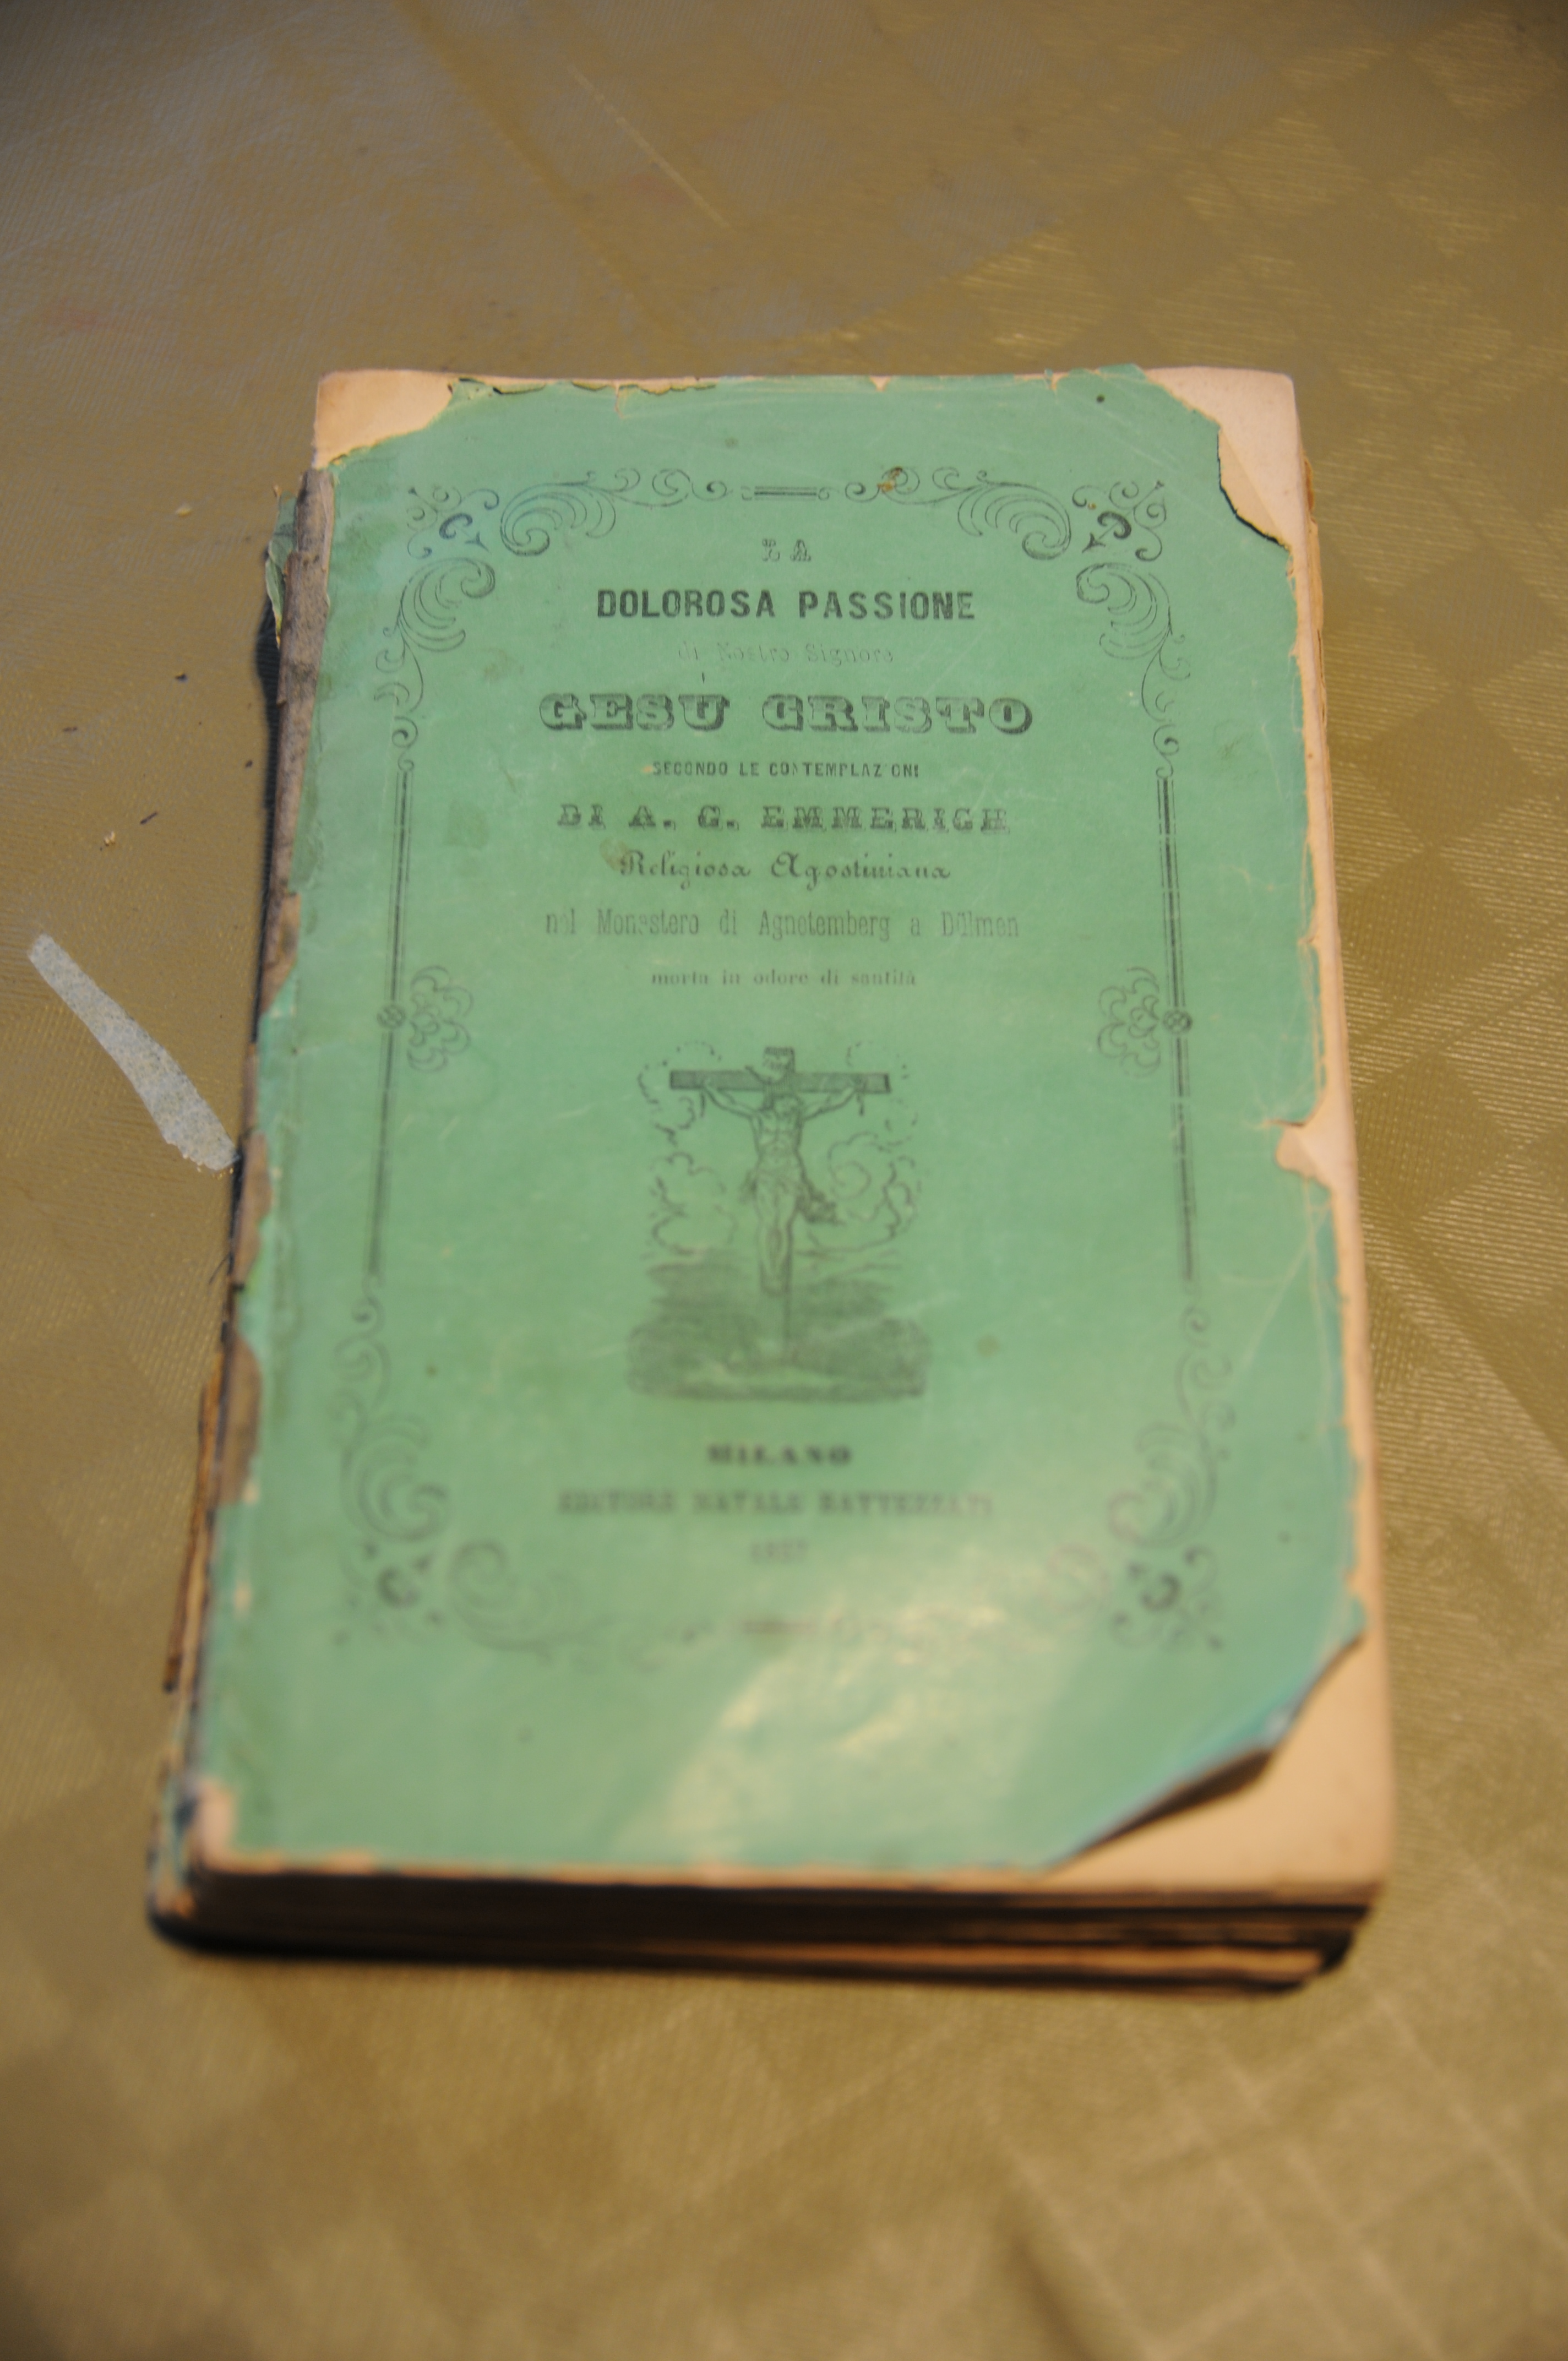 LA
DOLOROSA PASSIONE
di Nostro Signore
GESÙ CRISTO
SECONDO LE CONTEMPLAZIONI
DI A. C. EMMERICH
Religiosa Agostiniana
nel Monastero di Agnetemberg a Dülmen
morta in odore di santità
MILANO
EDITORE NATALE BATTEZZATI